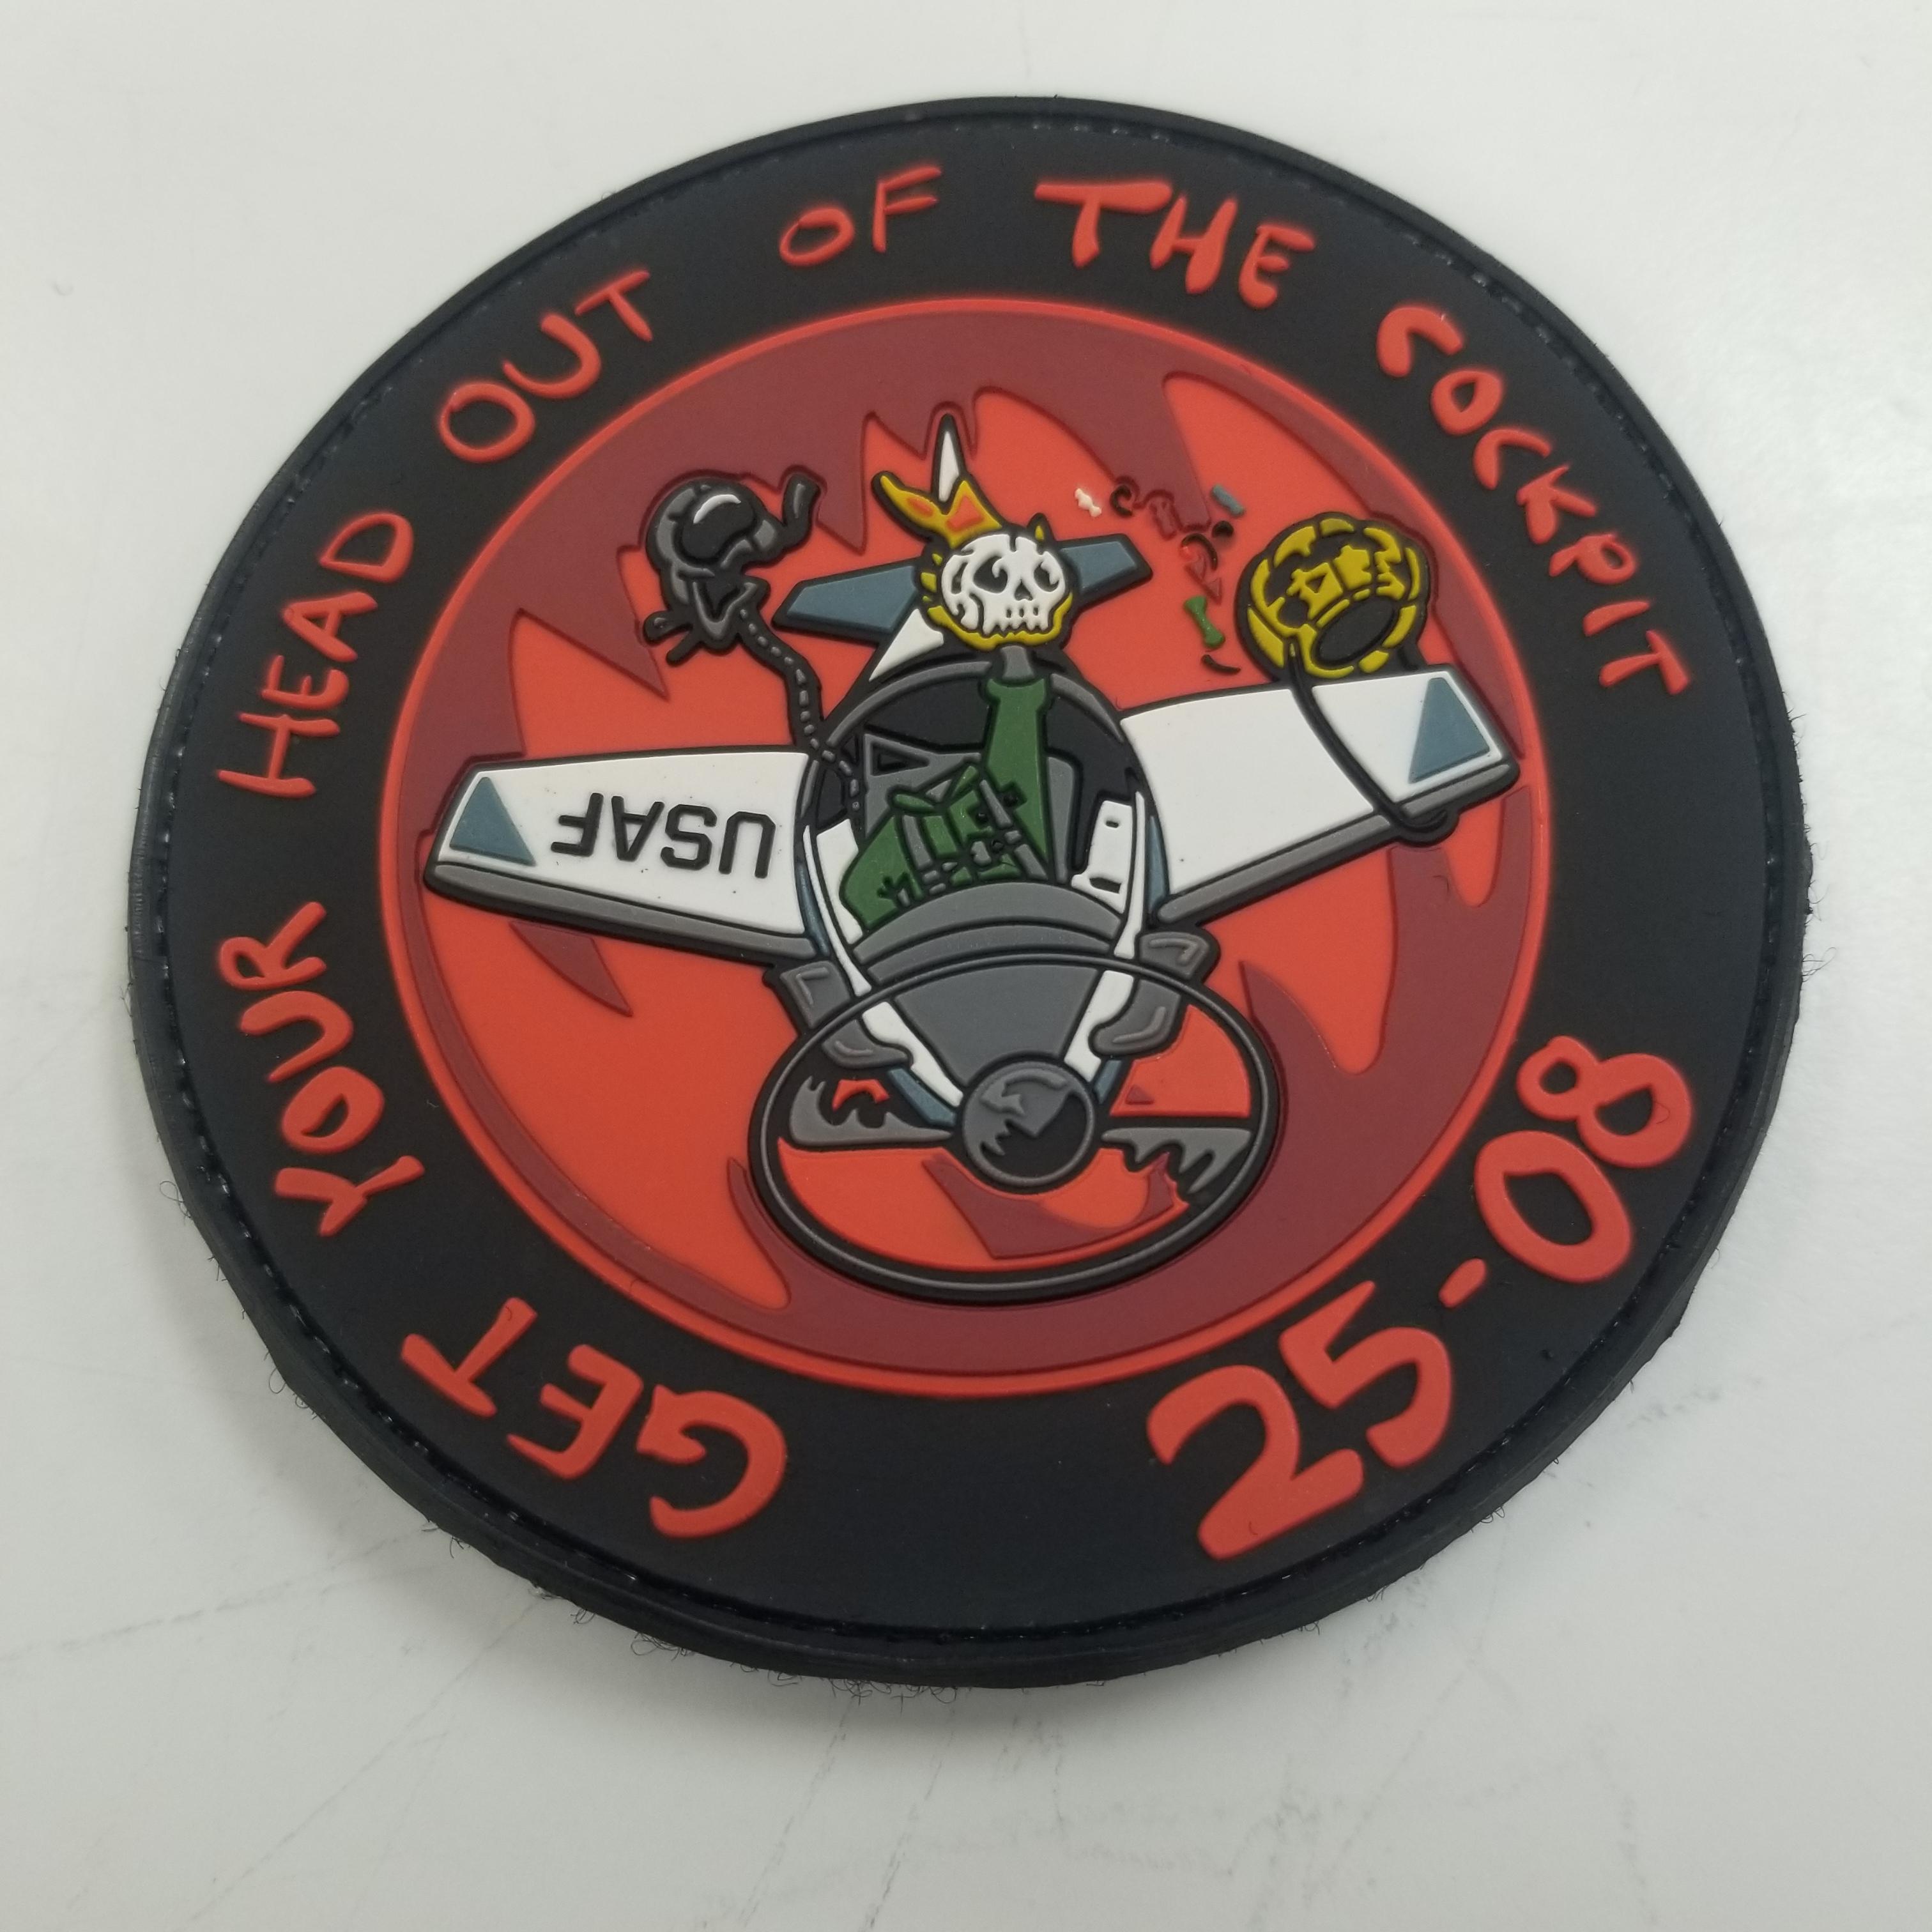 GET YOUR HEAD OUT OF THE COCKPIT
25-08
USAF